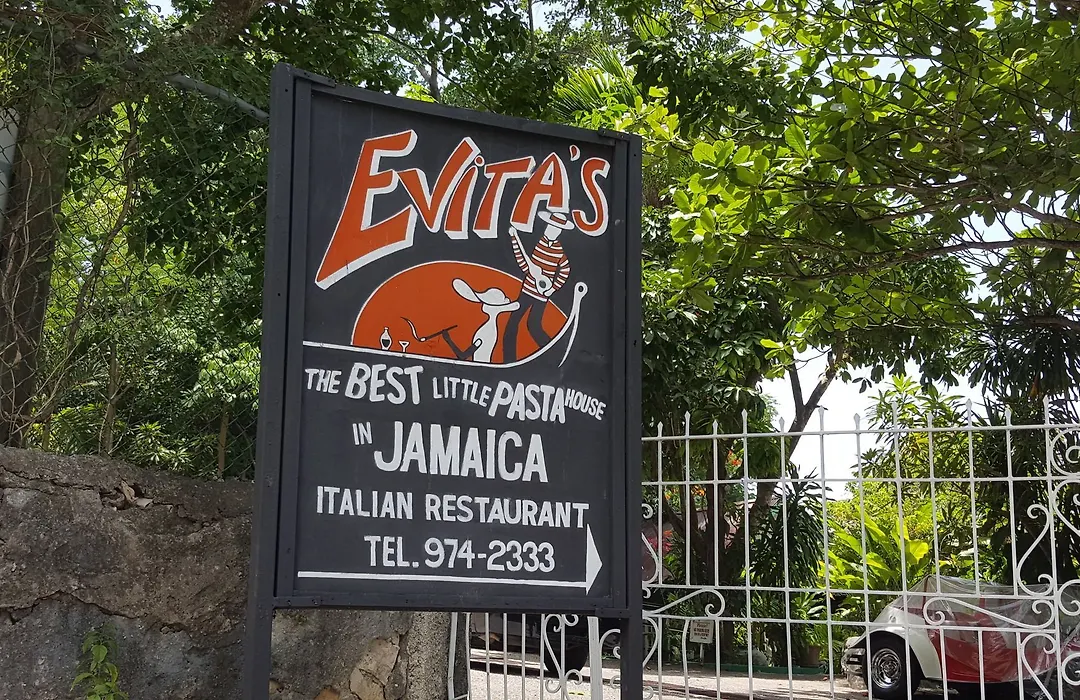 EViTA'S
THE BEST LITTLE PASTA HOUSE
IN JAMAICA
ITALIAN RESTAURANT
TEL. 974-2333